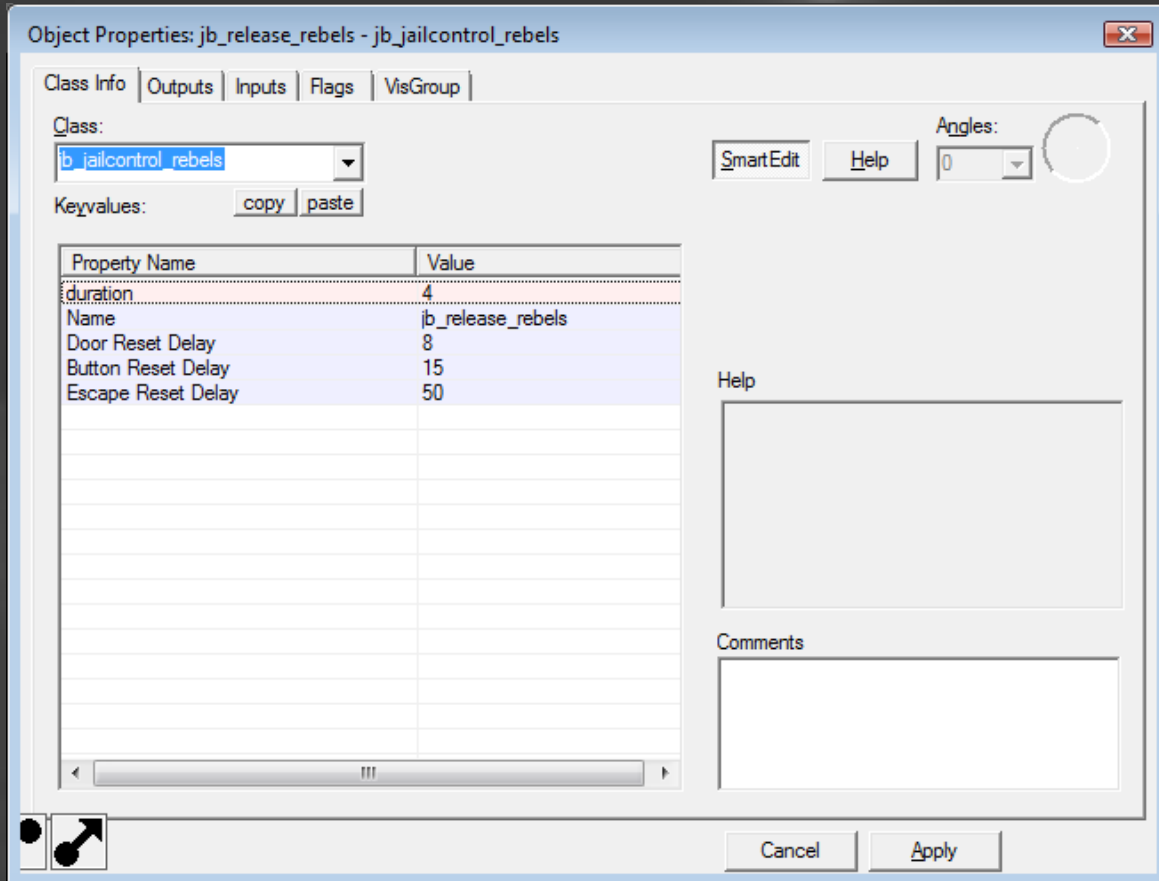 Object Properties: jb_release_rebels - jb_jailcontrol_rebels
Class Info Outputs Inputs Flags VisGroup
Class:
jb_jailcontrol_rebels
SmartEdit Help
Angles:
0
Keyvalues: copy paste
Property Name Value
duration 4
Name jb_release_rebels
Door Reset Delay 8
Button Reset Delay 15
Escape Reset Delay 50
Help
Comments
Cancel Apply